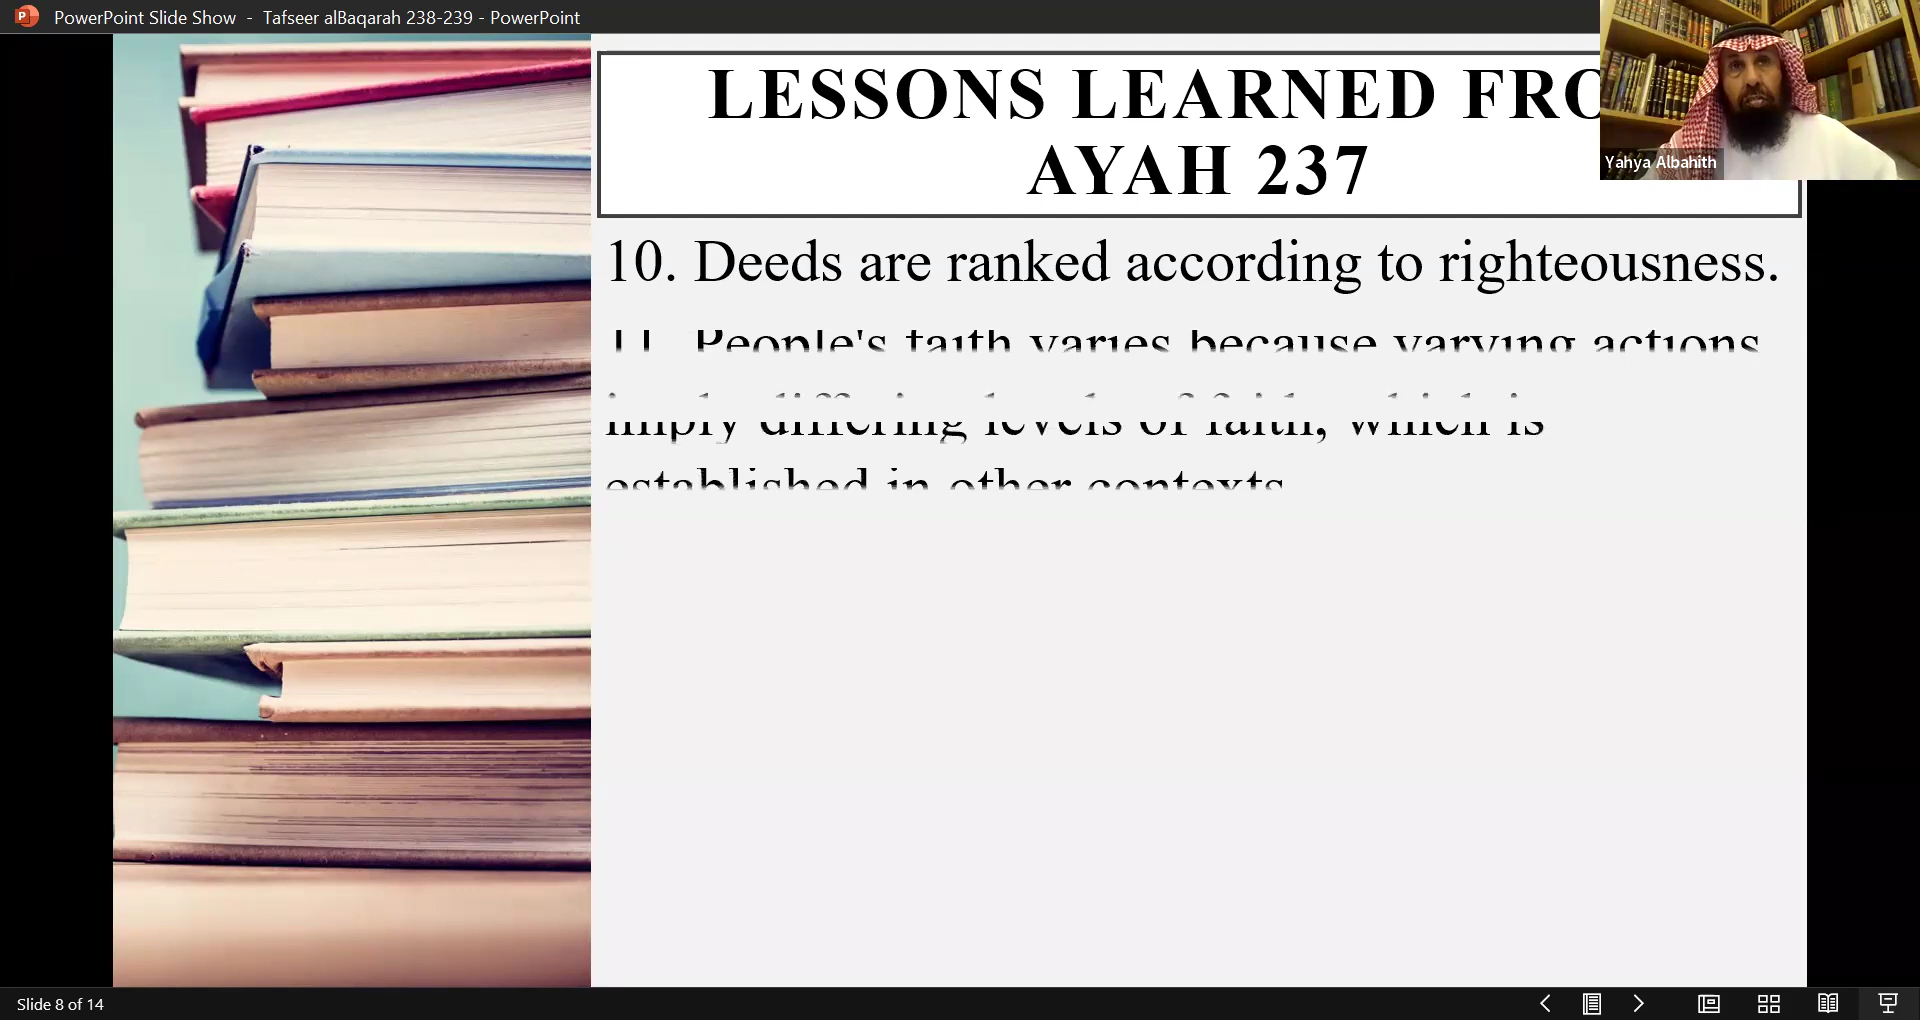 PowerPoint Slide Show - Tafseer alBaqarah 238-239 - PowerPoint
LESSONS LEARNED FRO
AYAH 237
Yahya Albahith
10. Deeds are ranked according to righteousness.
11. People's faith varies because varying actions
imply differing levels of faith, which is
established in other contexts
Slide 8 of 14